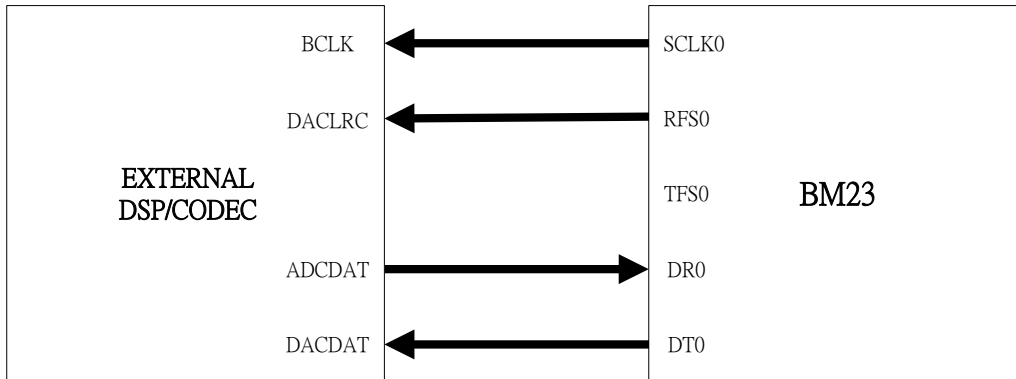 BCLK
SCLK0
DACLRC
RFS0
EXTERNAL
DSP/CODEC
TFS0
BM23
ADCDAT
DR0
DACDAT
DT0